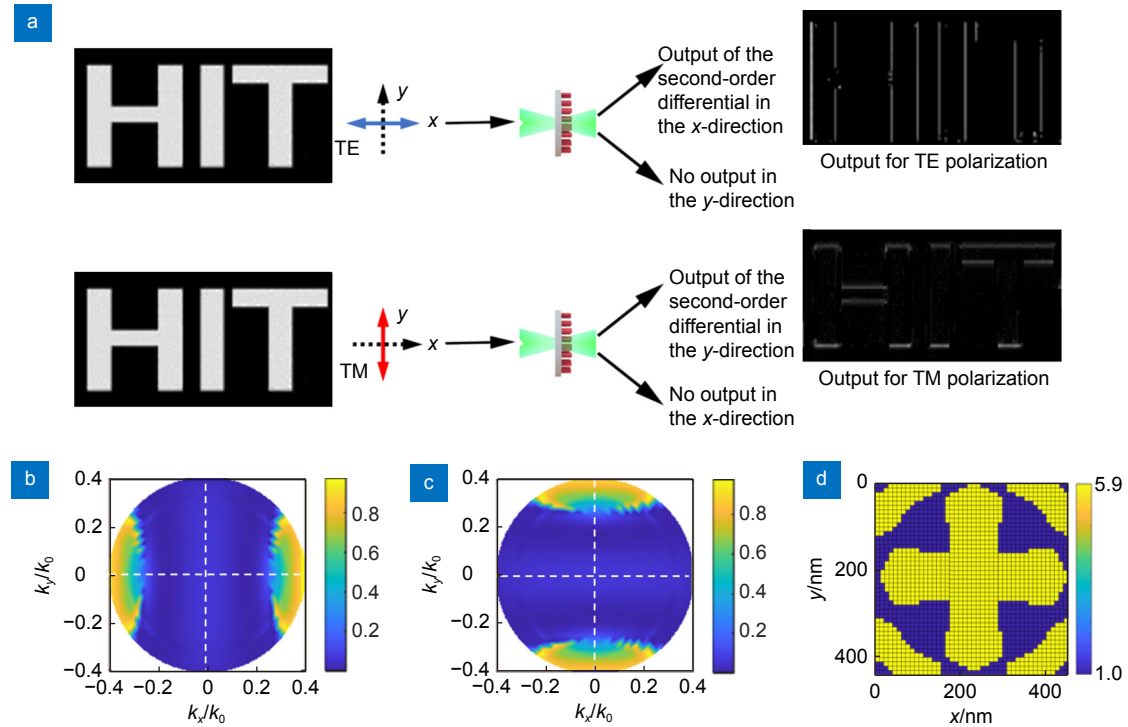 a
HIT
y
x
TE
Output of the
second-order
differential in
the x-direction
No output in
the y-direction
Output for TE polarization
HIT
y
x
TM
Output of the
second-order
differential in
the y-direction
No output in
the x-direction
Output for TM polarization
b
0.4
0.2
0
−0.2
−0.4
ky/k0
−0.4 −0.2 0 0.2 0.4
kx/k0
0.8
0.6
0.4
0.2
c
0.4
0.2
0
−0.2
−0.4
ky/k0
−0.4 −0.2 0 0.2 0.4
kx/k0
0.8
0.6
0.4
0.2
d
0
200
400
y/nm
0 200 400
x/nm
5.9
1.0